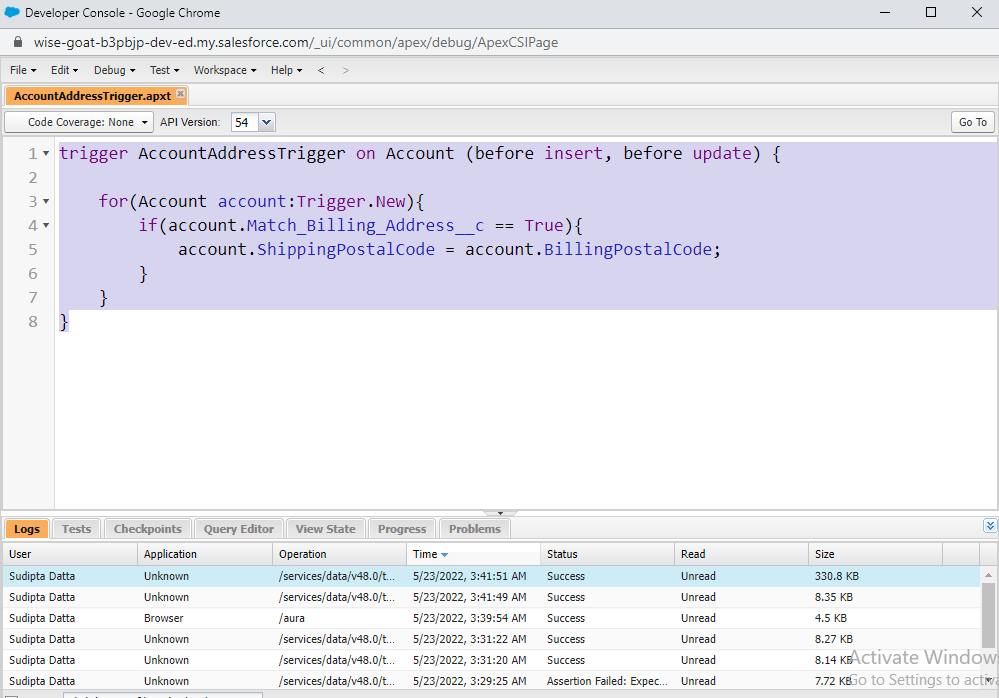 Developer Console - Google Chrome
wise-goat-b3pbjp-dev-ed.my.salesforce.com/_ui/common/apex/debug/ApexCSIPage
File Edit Debug Test Workspace Help < >
AccountAddressTrigger.apxt
Code Coverage: None API Version: 54 Go To
1 trigger AccountAddressTrigger on Account (before insert, before update) {
2
3 for(Account account:Trigger.New){
4 if(account.Match_Billing_Address__c == True){
5 account.ShippingPostalCode = account.BillingPostalCode;
6 }
7 }
8 }
Logs Tests Checkpoints Query Editor View State Progress Problems
User Application Operation Time Status Read Size
Sudipta Datta Unknown /services/data/v48.0/t... 5/23/2022, 3:41:51 AM Success Unread 330.8 KB
Sudipta Datta Unknown /services/data/v48.0/t... 5/23/2022, 3:41:49 AM Success Unread 8.35 KB
Sudipta Datta Browser /aura 5/23/2022, 3:39:54 AM Success Unread 4.5 KB
Sudipta Datta Unknown /services/data/v48.0/t... 5/23/2022, 3:31:22 AM Success Unread 8.27 KB
Sudipta Datta Unknown /services/data/v48.0/t... 5/23/2022, 3:31:20 AM Success Unread 8.14 KB
Activate Windows
Sudipta Datta Unknown /services/data/v48.0/t... 5/23/2022, 3:29:25 AM Assertion Failed: Expec... Unread 7.72 KB
Go to Settings to activa